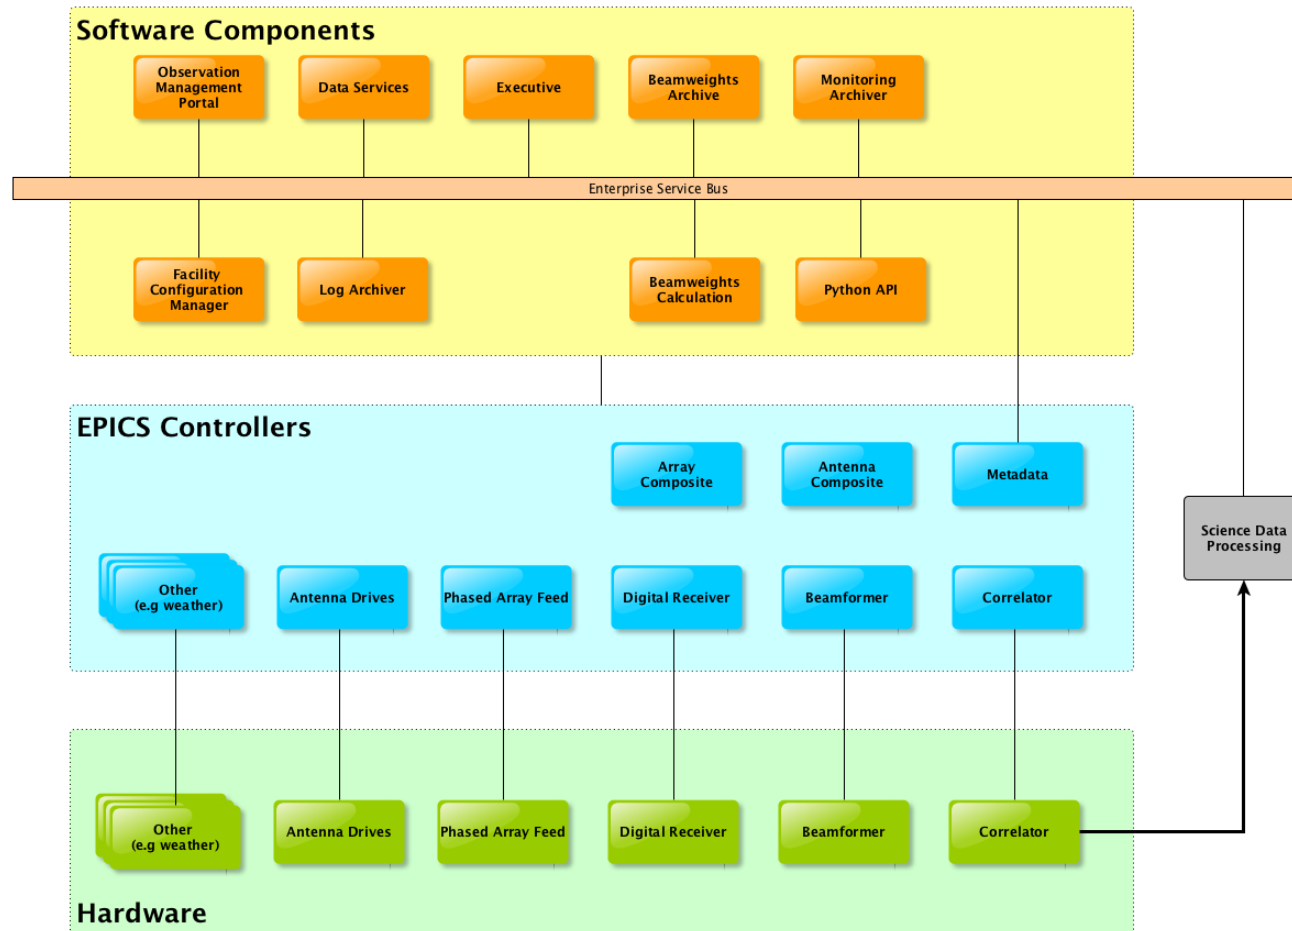 Software Components
Observation
Management
Portal
Data Services
Executive
Beamweights
Archive
Monitoring
Archiver
Enterprise Service Bus
Facility
Configuration
Manager
Log Archiver
Beamweights
Calculation
Python API
EPICS Controllers
Array
Composite
Antenna
Composite
Metadata
Science Data
Processing
Other
(e.g weather)
Antenna Drives
Phased Array Feed
Digital Receiver
Beamformer
Correlator
Other
(e.g weather)
Antenna Drives
Phased Array Feed
Digital Receiver
Beamformer
Correlator
Hardware